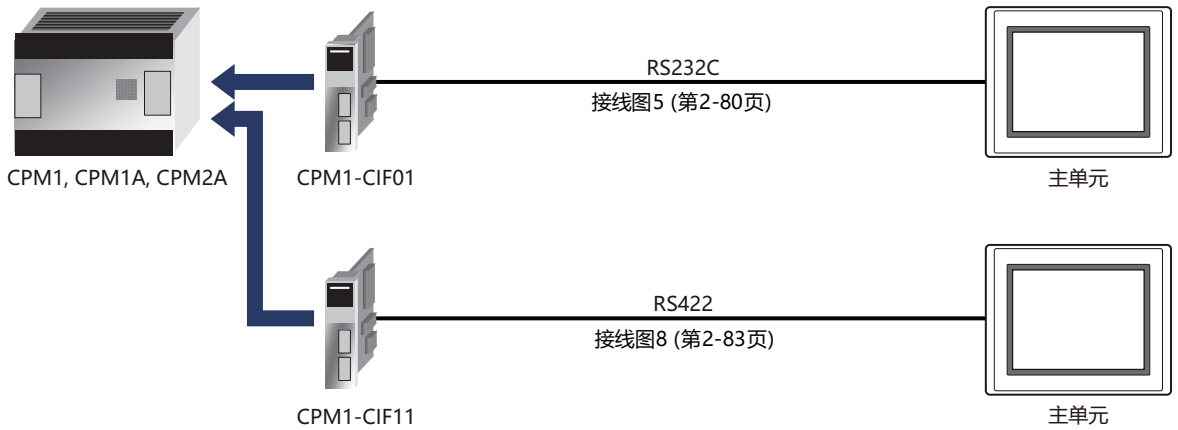 RS232C
接线图5 (第2-80页)
CPM1, CPM1A, CPM2A
CPM1-CIF01
主单元
RS422
接线图8 (第2-83页)
CPM1-CIF11
主单元